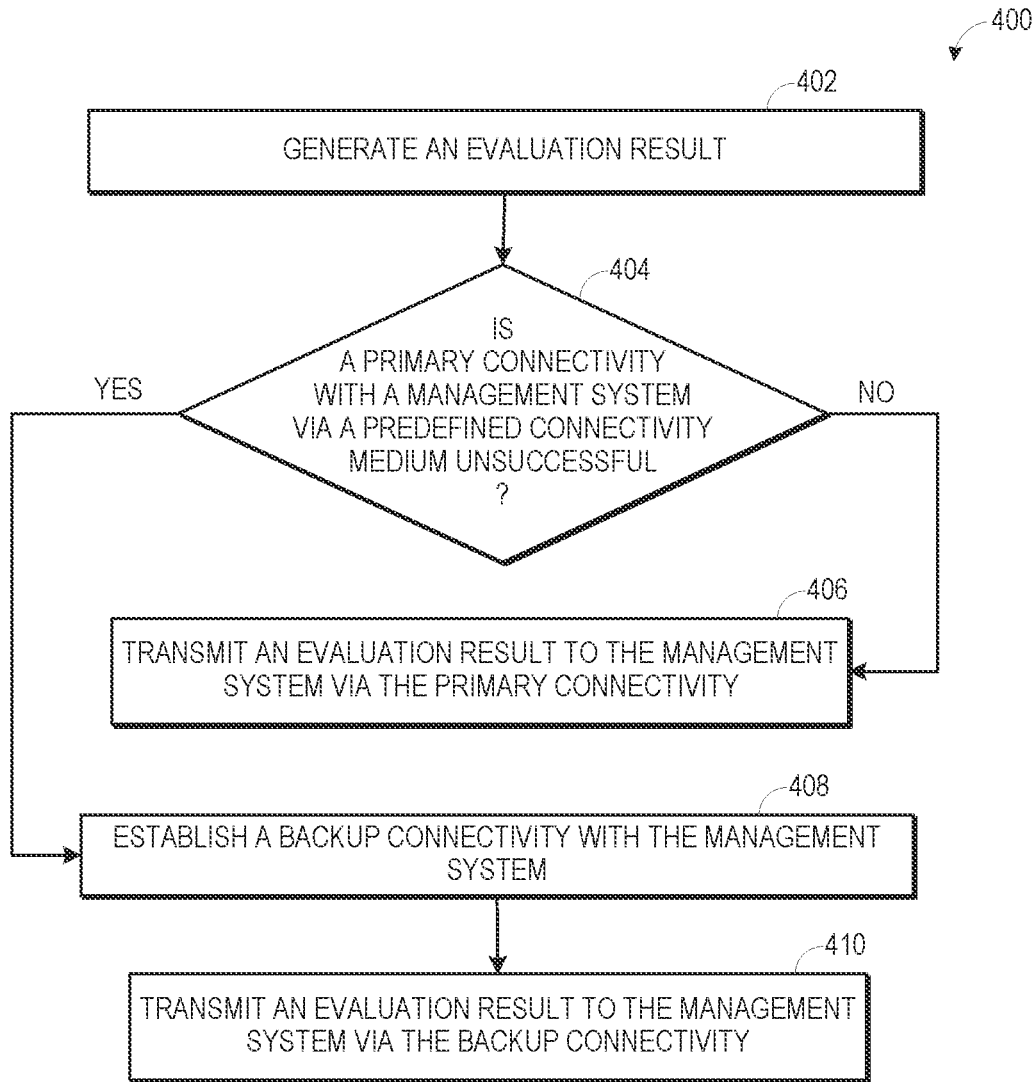 400
402
GENERATE AN EVALUATION RESULT
404
IS
A PRIMARY CONNECTIVITY
WITH A MANAGEMENT SYSTEM
VIA A PREDEFINED CONNECTIVITY
MEDIUM UNSUCCESSFUL
?
YES
NO
406
TRANSMIT AN EVALUATION RESULT TO THE MANAGEMENT
SYSTEM VIA THE PRIMARY CONNECTIVITY
408
ESTABLISH A BACKUP CONNECTIVITY WITH THE MANAGEMENT
SYSTEM
410
TRANSMIT AN EVALUATION RESULT TO THE MANAGEMENT
SYSTEM VIA THE BACKUP CONNECTIVITY